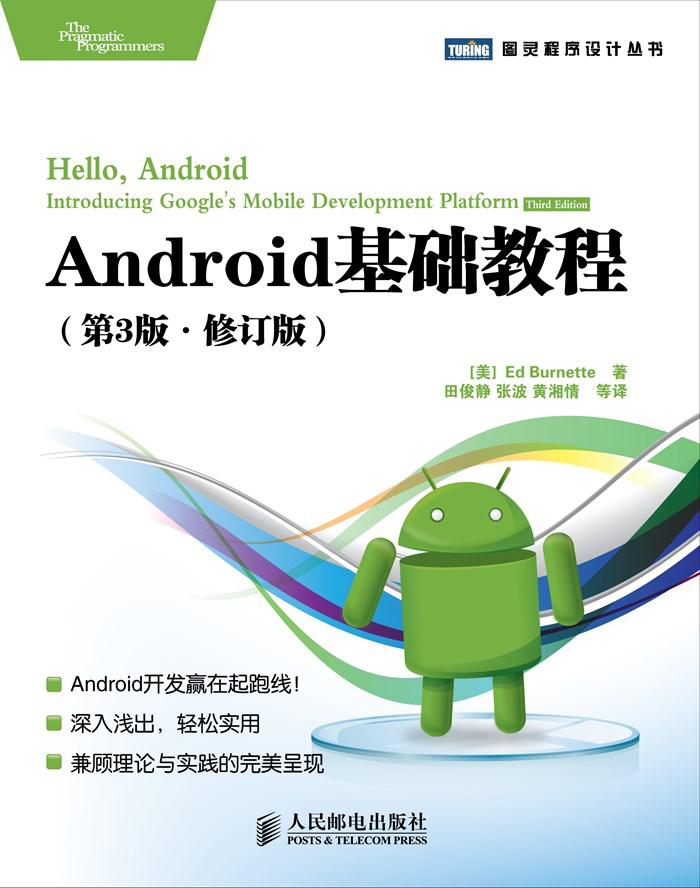 The
Pragmatic
Programmers
TURING 图灵程序设计丛书
Hello, Android
Introducing Google's Mobile Development Platform Third Edition
Android基础教程
（第3版·修订版）
[美] Ed Burnette 著
田俊静 张波 黄湘情 等译
Android开发赢在起跑线！
深入浅出，轻松实用
兼顾理论与实践的完美呈现
人民邮电出版社
POSTS & TELECOM PRESS